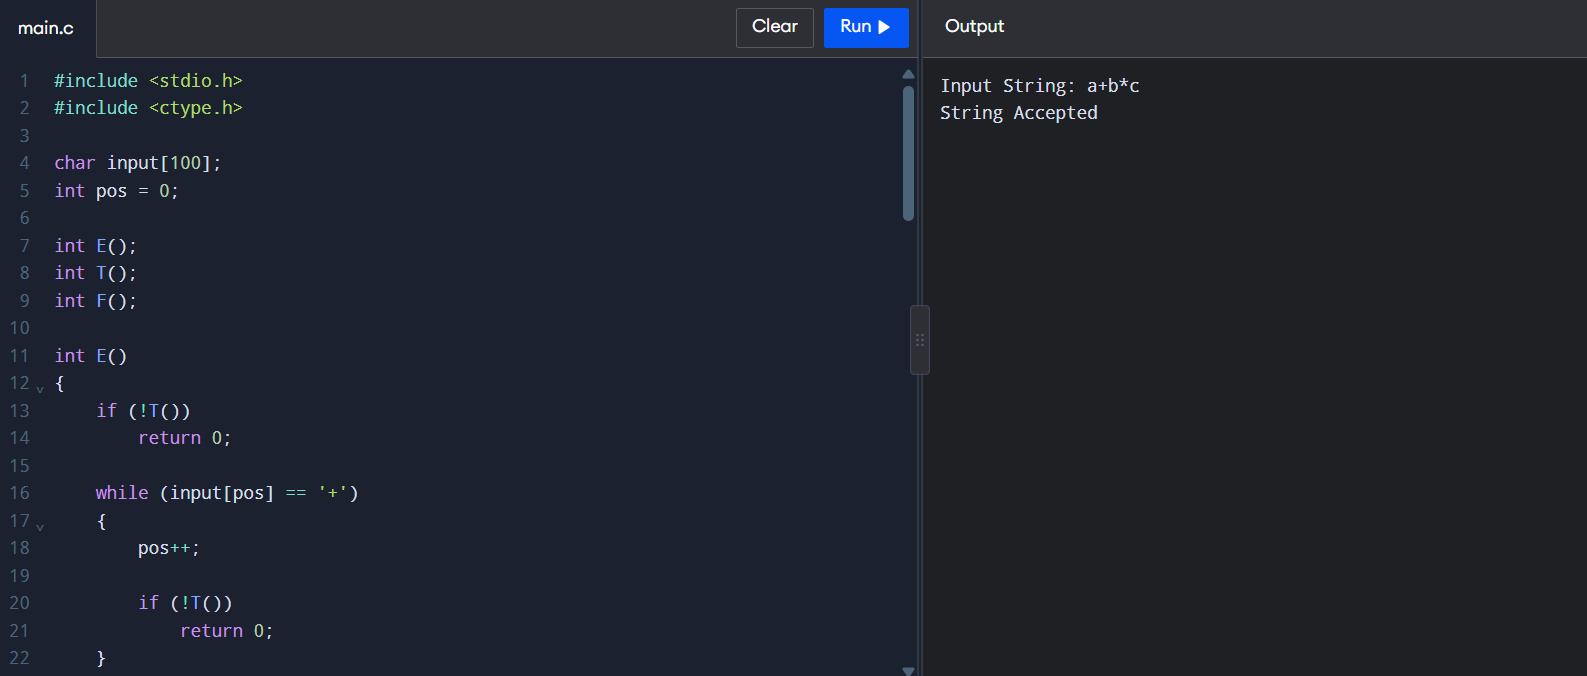 main.c
Clear
Run
Output
1 #include <stdio.h>
2 #include <ctype.h>
3
4 char input[100];
5 int pos = 0;
6
7 int E();
8 int T();
9 int F();
10
11 int E()
12 {
13     if (!T())
14         return 0;
15
16     while (input[pos] == '+')
17     {
18         pos++;
19
20         if (!T())
21             return 0;
22     }
Input String: a+b*c
String Accepted